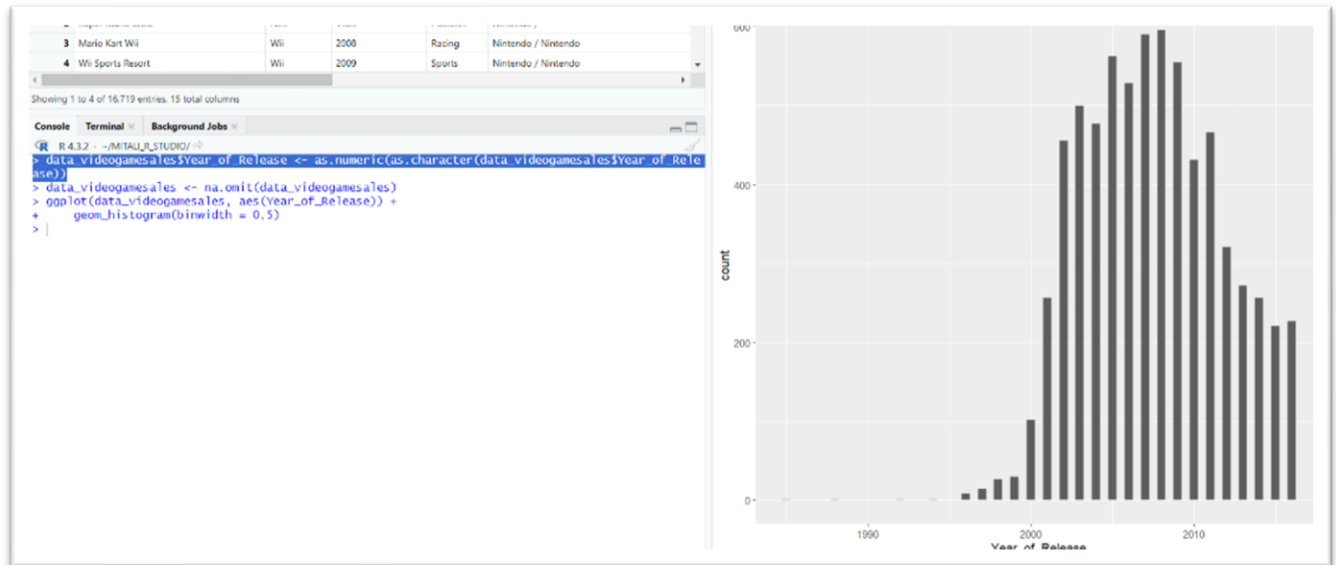 3 Mario Kart Wii Wii 2008 Racing Nintendo / Nintendo
4 Wii Sports Resort Wii 2009 Sports Nintendo / Nintendo
Showing 1 to 4 of 16,719 entries, 15 total columns
Console Terminal Background Jobs
R 4.3.2 · ~/MITALI_R_STUDIO/
> data_videogamesales$Year_of_Release <- as.numeric(as.character(data_videogamesales$Year_of_Rele
ase))
> data_videogamesales <- na.omit(data_videogamesales)
> ggplot(data_videogamesales, aes(Year_of_Release)) +
+ geom_histogram(binwidth = 0.5)
>
600
400
200
0
count
1990 2000 2010
Year_of_Release